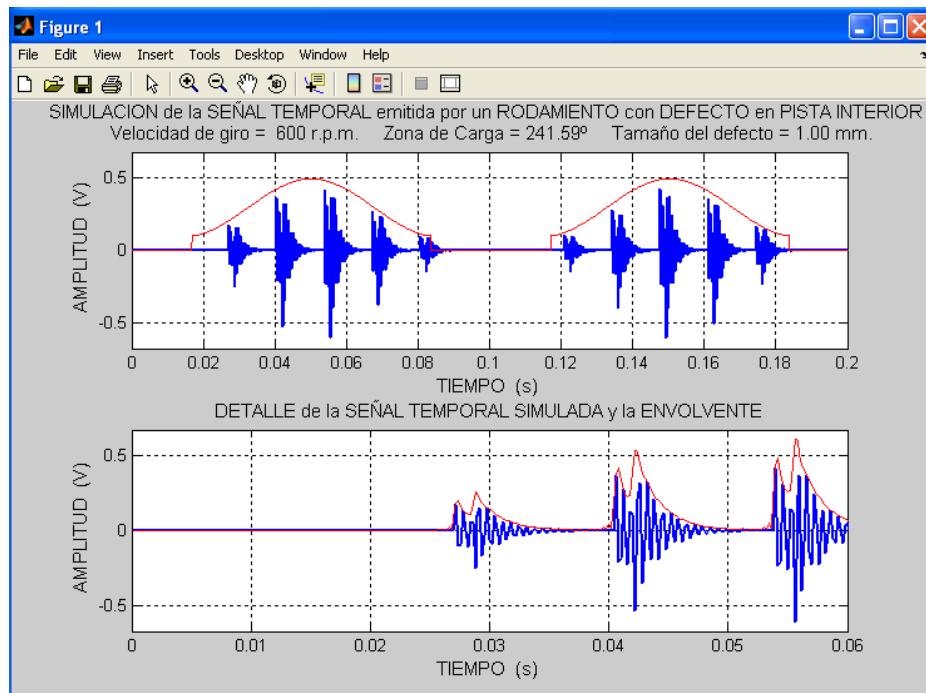 Figure 1
File Edit View Insert Tools Desktop Window Help
SIMULACION de la SEÑAL TEMPORAL emitida por un RODAMIENTO con DEFECTO en PISTA INTERIOR
Velocidad de giro = 600 r.p.m. Zona de Carga = 241.59º Tamaño del defecto = 1.00 mm.
AMPLITUD (V)
0.5
0
-0.5
0 0.02 0.04 0.06 0.08 0.1 0.12 0.14 0.16 0.18 0.2
TIEMPO (s)
DETALLE de la SEÑAL TEMPORAL SIMULADA y la ENVOLVENTE
AMPLITUD (V)
0.5
0
-0.5
0 0.01 0.02 0.03 0.04 0.05 0.06
TIEMPO (s)